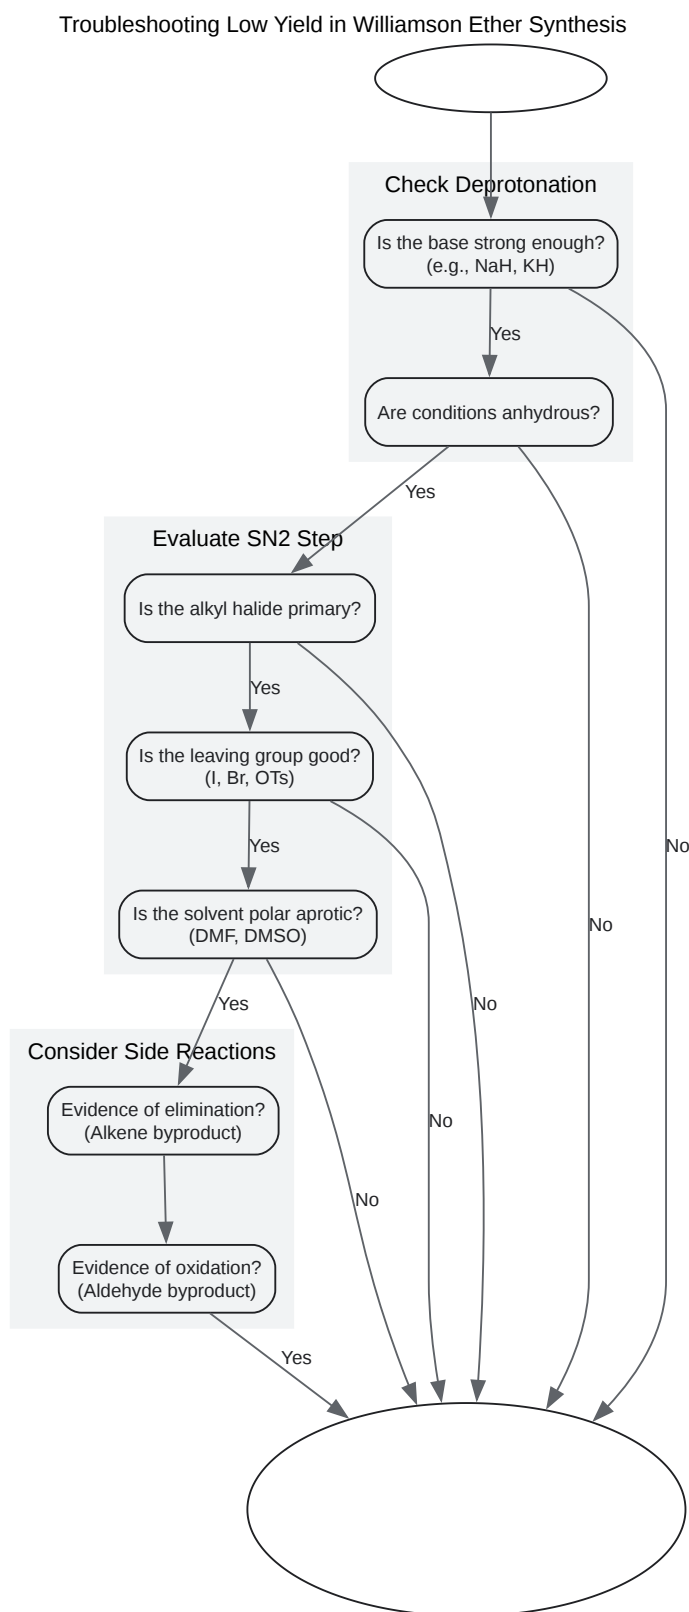 Troubleshooting Low Yield in Williamson Ether Synthesis
Check Deprotonation
Is the base strong enough?
(e.g., NaH, KH)
Yes
Are conditions anhydrous?
Yes
Evaluate SN2 Step
Is the alkyl halide primary?
Yes
Is the leaving group good?
(I, Br, OTs)
Yes
No
Is the solvent polar aprotic?
(DMF, DMSO)
No
Yes
No
Consider Side Reactions
Evidence of elimination?
(Alkene byproduct)
No
No
Evidence of oxidation?
(Aldehyde byproduct)
Yes